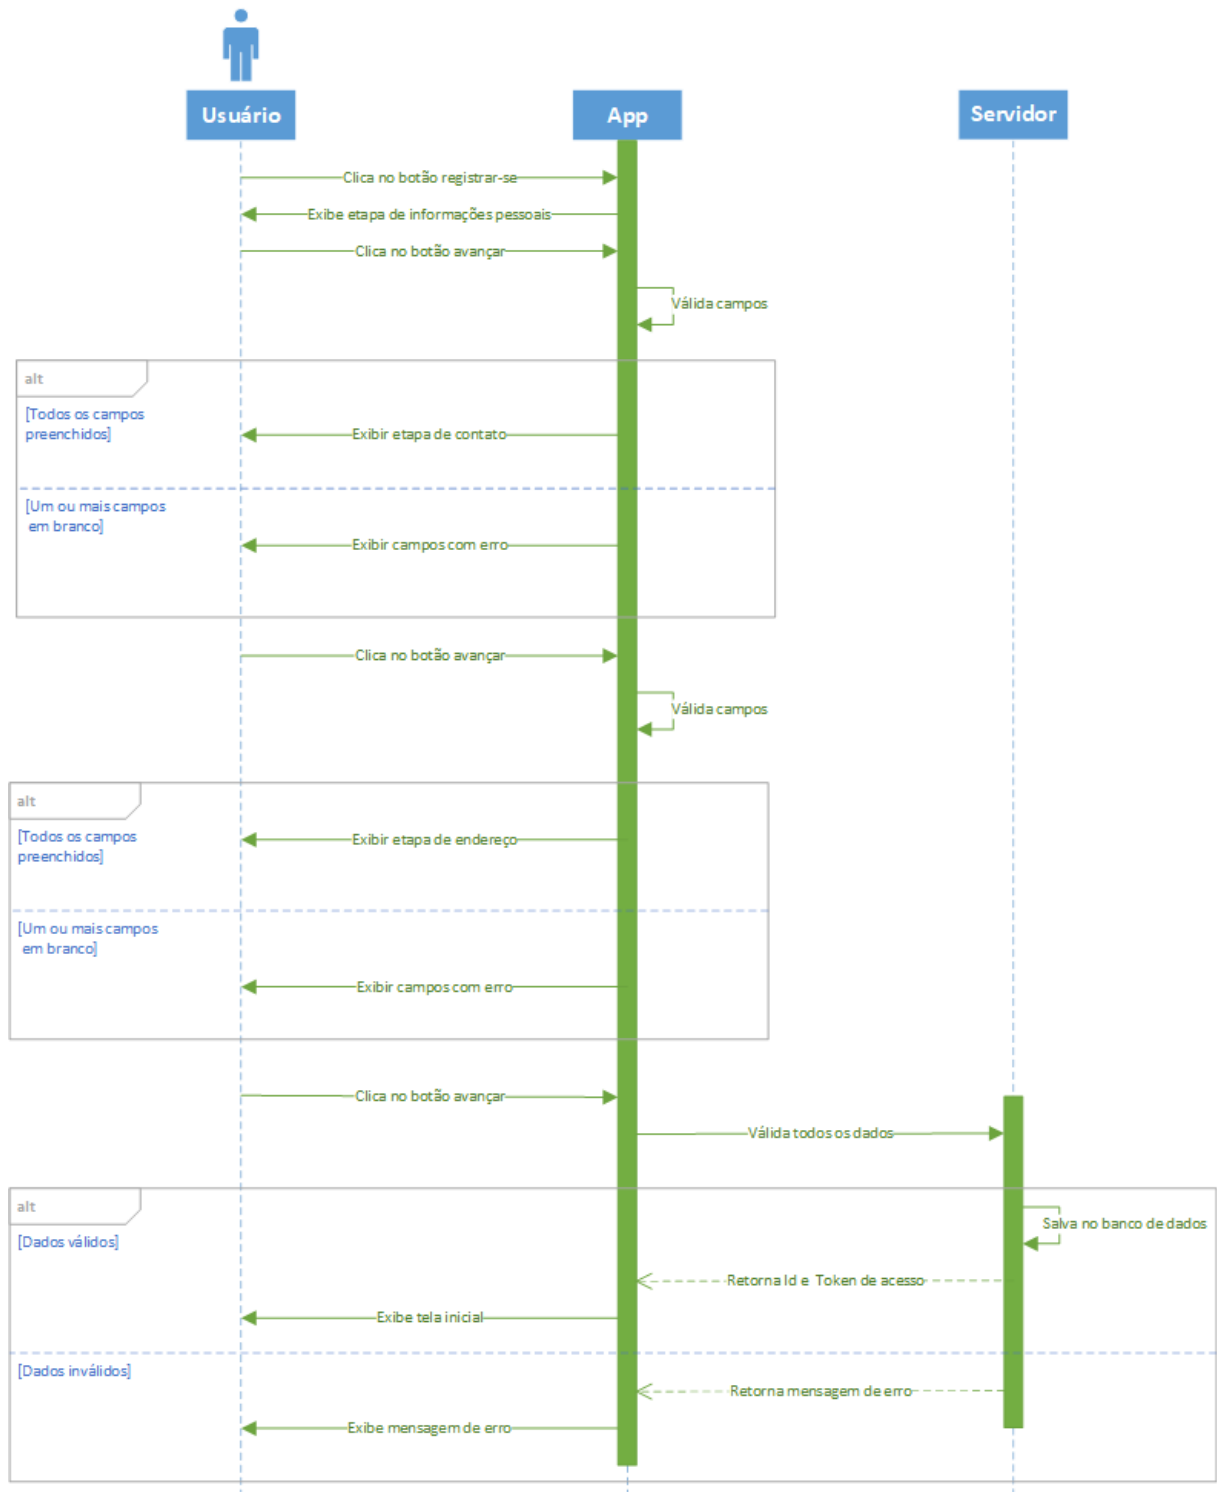 Usuário
App
Servidor
Clica no botão registrar-se
Exibe etapa de informações pessoais
Clica no botão avançar
Válida campos
alt
[Todos os campos
preenchidos]
Exibir etapa de contato
[Um ou mais campos
em branco]
Exibir campos com erro
Clica no botão avançar
Válida campos
alt
[Todos os campos
preenchidos]
Exibir etapa de endereço
[Um ou mais campos
em branco]
Exibir campos com erro
Clica no botão avançar
Válida todos os dados
alt
Salva no banco de dados
[Dados válidos]
Retorna Id e Token de acesso
Exibe tela inicial
[Dados inválidos]
Retorna mensagem de erro
Exibe mensagem de erro